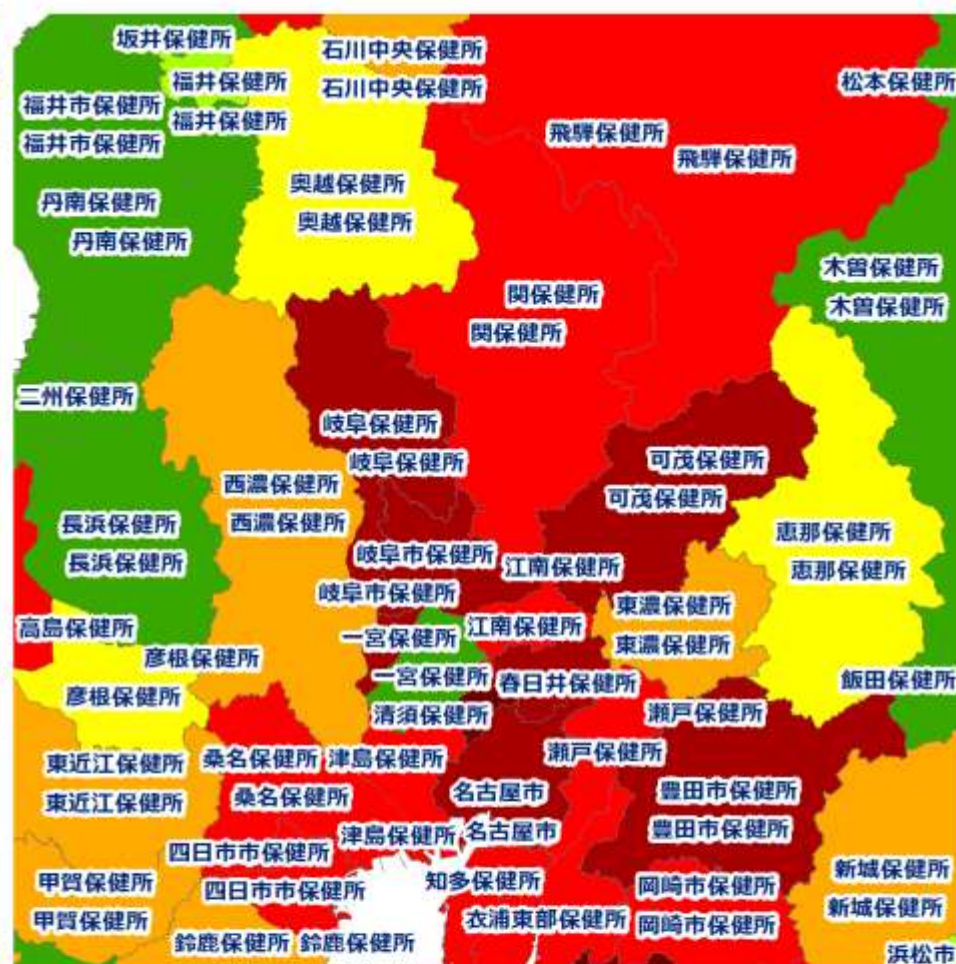 坂井保健所
石川中央保健所
福井保健所
石川中央保健所
松本保健所
福井市保健所
福井保健所
飛騨保健所
福井市保健所
飛騨保健所
奥越保健所
丹南保健所
奥越保健所
丹南保健所
木曽保健所
関保健所
木曽保健所
関保健所
二州保健所
岐阜保健所
岐阜保健所
可茂保健所
西濃保健所
可茂保健所
長浜保健所
西濃保健所
恵那保健所
岐阜市保健所
長浜保健所
江南保健所
恵那保健所
岐阜市保健所
東濃保健所
高島保健所
江南保健所
一宮保健所
東濃保健所
彦根保健所
一宮保健所
春日井保健所
飯田保健所
彦根保健所
清須保健所
瀬戸保健所
瀬戸保健所
東近江保健所
桑名保健所
津島保健所
名古屋市
豊田市保健所
東近江保健所
桑名保健所
津島保健所
名古屋市
豊田市保健所
四日市市保健所
新城保健所
甲賀保健所
知多保健所
岡崎市保健所
四日市市保健所
新城保健所
甲賀保健所
衣浦東部保健所
岡崎市保健所
鈴鹿保健所
鈴鹿保健所
浜松市